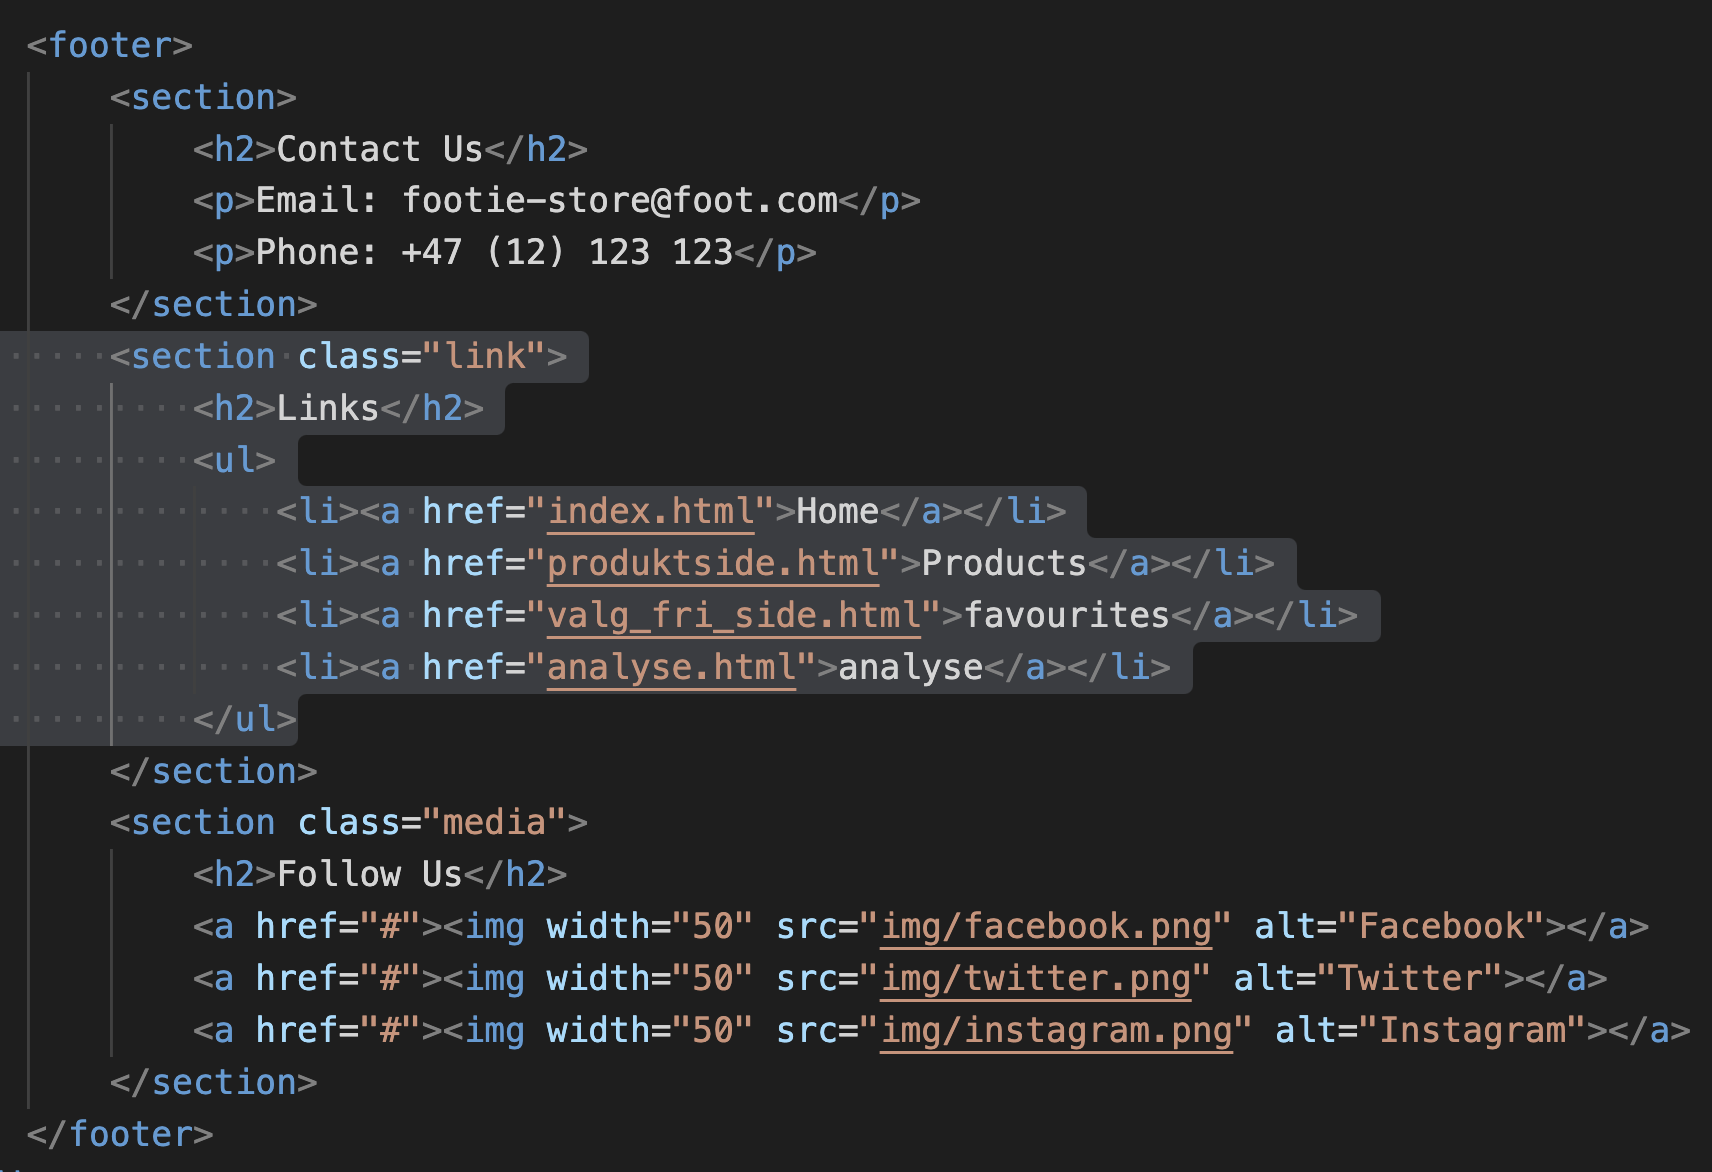 <footer>
<section>
<h2>Contact Us</h2>
<p>Email: footie-store@foot.com</p>
<p>Phone: +47 (12) 123 123</p>
</section>
<section class="link">
<h2>Links</h2>
<ul>
<li><a href="index.html">Home</a></li>
<li><a href="produktside.html">Products</a></li>
<li><a href="valg_fri_side.html">favourites</a></li>
<li><a href="analyse.html">analyse</a></li>
</ul>
</section>
<section class="media">
<h2>Follow Us</h2>
<a href="#"><img width="50" src="img/facebook.png" alt="Facebook"></a>
<a href="#"><img width="50" src="img/twitter.png" alt="Twitter"></a>
<a href="#"><img width="50" src="img/instagram.png" alt="Instagram"></a>
</section>
</footer>